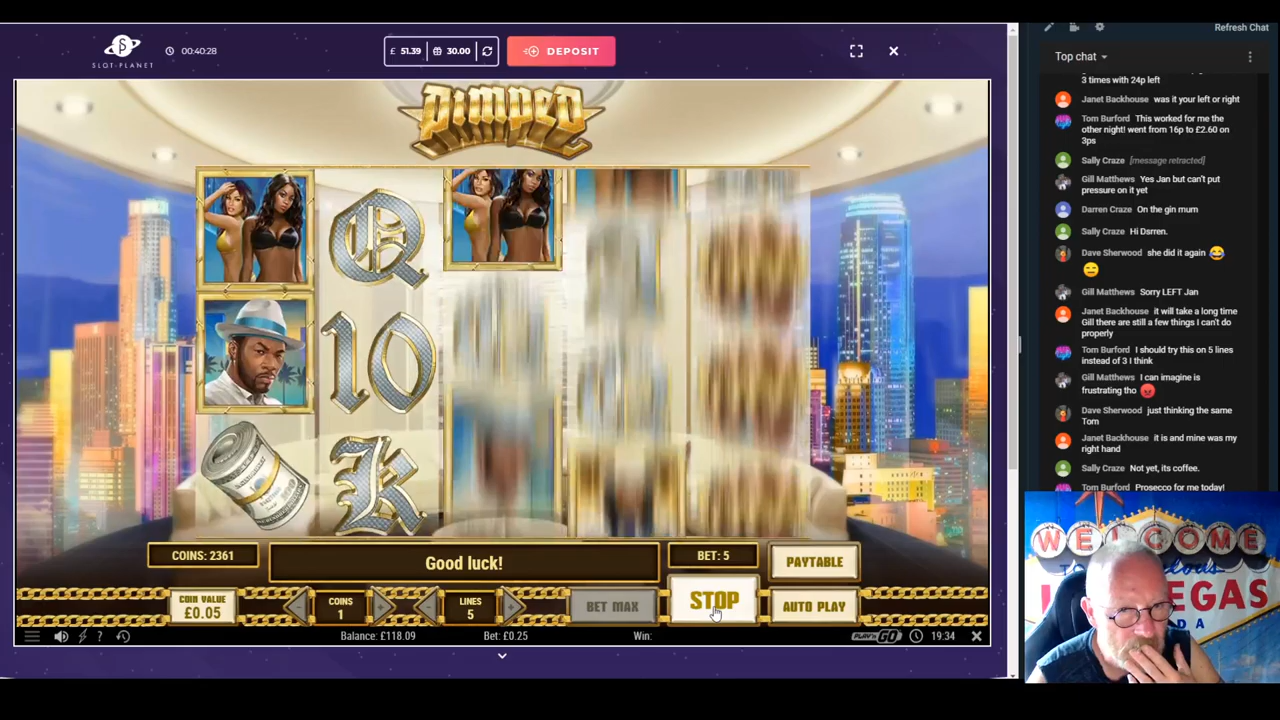 SLOT-PLANET
00:40:28
£ 51.39
30.00
DEPOSIT
Pimped
Q
10
K
COINS: 2361
Good luck!
BET: 5
PAYTABLE
COIN VALUE
£0.05
COINS
1
LINES
5
BET MAX
STOP
AUTO PLAY
Balance: £118.09
Bet: £0.25
Win:
PLAY'N GO
19:34
Refresh Chat
Top chat
3 times with 24p left
Janet Backhouse was it your left or right
Tom Burford This worked for me the
other night! went from 16p to £2.60 on
3ps
Sally Craze [message retracted]
Gill Matthews Yes Jan but can't put
pressure on it yet
Darren Craze On the gin mum
Sally Craze Hi Dsrren.
Dave Sherwood she did it again 😂
😑
Gill Matthews Sorry LEFT Jan
Janet Backhouse it will take a long time
Gill there are still a few things I can't do
properly
Tom Burford I should try this on 5 lines
instead of 3 I think
Gill Matthews I can imagine is
frustrating tho 😡
Dave Sherwood just thinking the same
Tom
Janet Backhouse it is and mine was my
right hand
Sally Craze Not yet, its coffee.
Tom Burford Prosecco for me today!
WELCOME
VEGAS